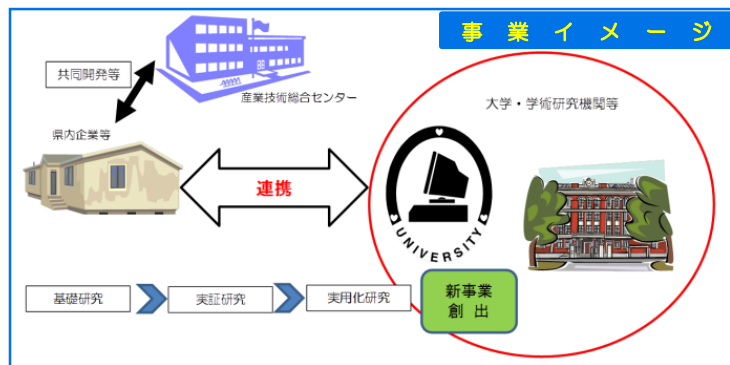 事業イメージ
共同開発等
産業技術総合センター
大学・学術研究機関等
県内企業等
連携
UNIVERSITY
基礎研究
実証研究
実用化研究
新事業
創出